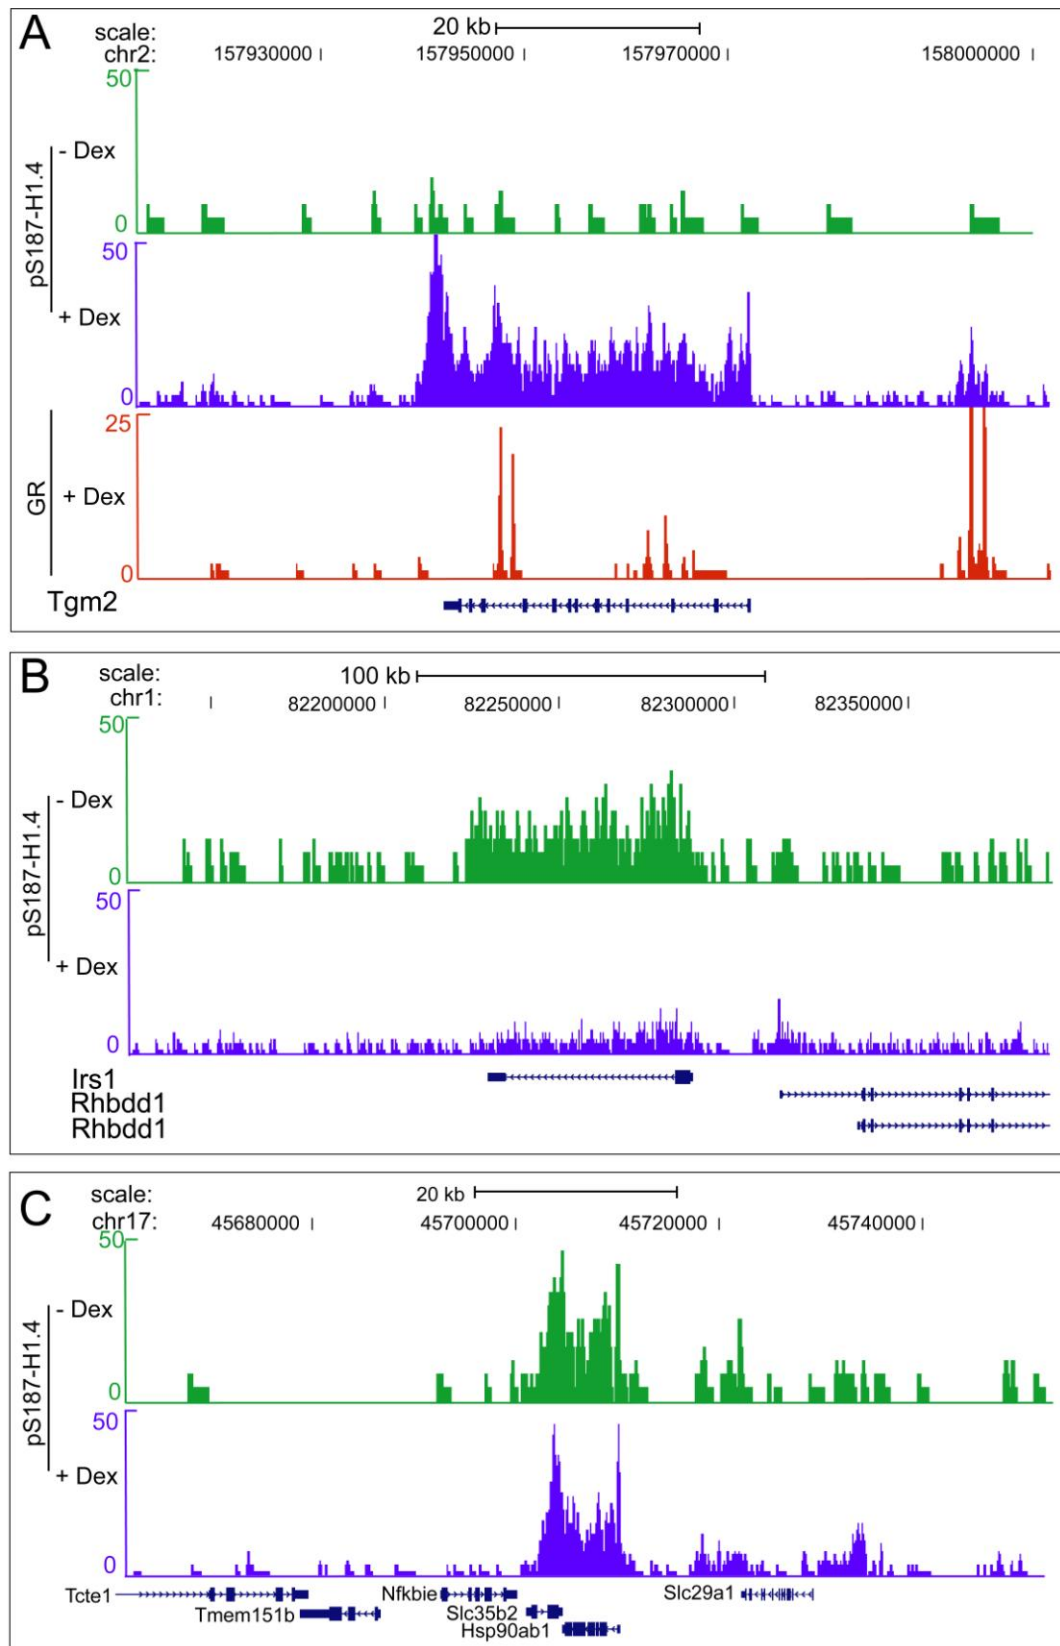 A
scale:
20 kb
chr2:
157930000
157950000
157970000
158000000
50
- Dex
0
pS187-H1.4
50
+ Dex
0
25
GR
+ Dex
0
Tgm2
B
scale:
100 kb
chr1:
82200000
82250000
82300000
82350000
50
- Dex
0
pS187-H1.4
50
+ Dex
0
Irs1
Rhbdd1
Rhbdd1
C
scale:
20 kb
chr17:
45680000
45700000
45720000
45740000
50
- Dex
0
pS187-H1.4
50
+ Dex
0
Tcte1
Nfkbie
Slc29a1
Tmem151b
Slc35b2
Hsp90ab1